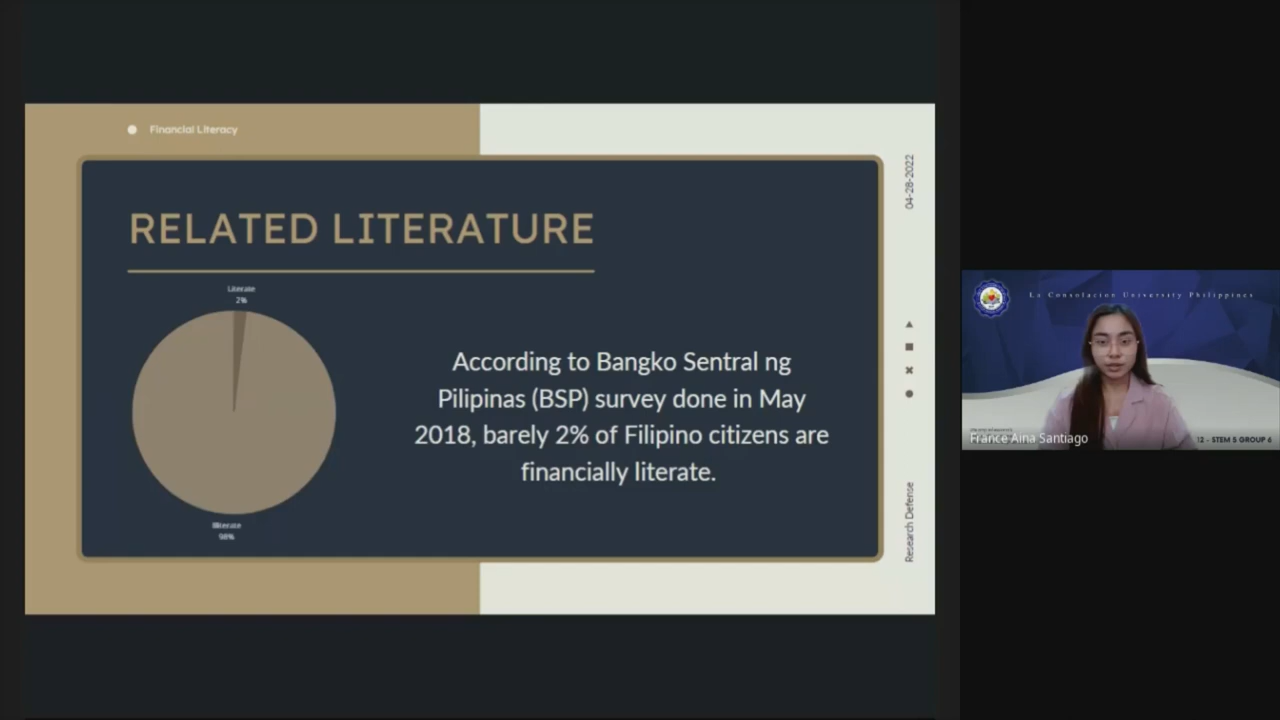 Financial Literacy
RELATED LITERATURE
Literate
2%
Illiterate
98%
According to Bangko Sentral ng
Pilipinas (BSP) survey done in May
2018, barely 2% of Filipino citizens are
financially literate.
04-28-2022
Research Defense
La Consolacion University Philippines
France Aina Santiago
12 - STEM 5 GROUP 6